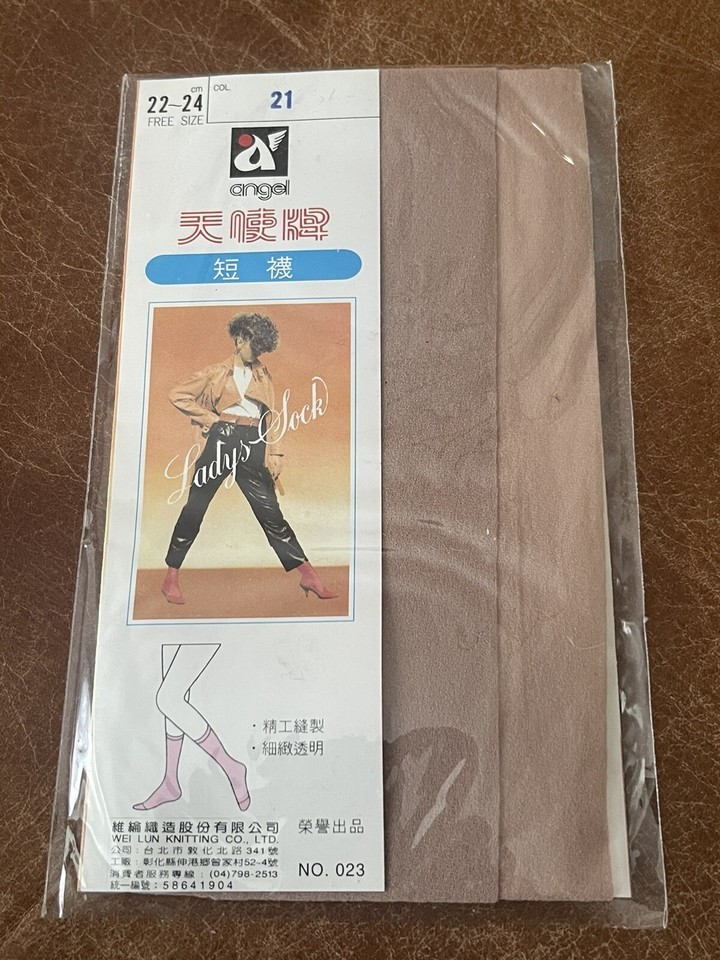 cm
22~24
FREE SIZE
COL.
21
a
angel
天使牌
短襪
Ladys Sock
・精工縫製
・細緻透明
維綸織造股份有限公司
WEI LUN KNITTING CO., LTD.
公司：台北市敦化北路341號
工廠：彰化縣伸港鄉曾家村52-4號
消費者服務專線：(04)798-2513
統一編號：58641904
榮譽出品
NO. 023